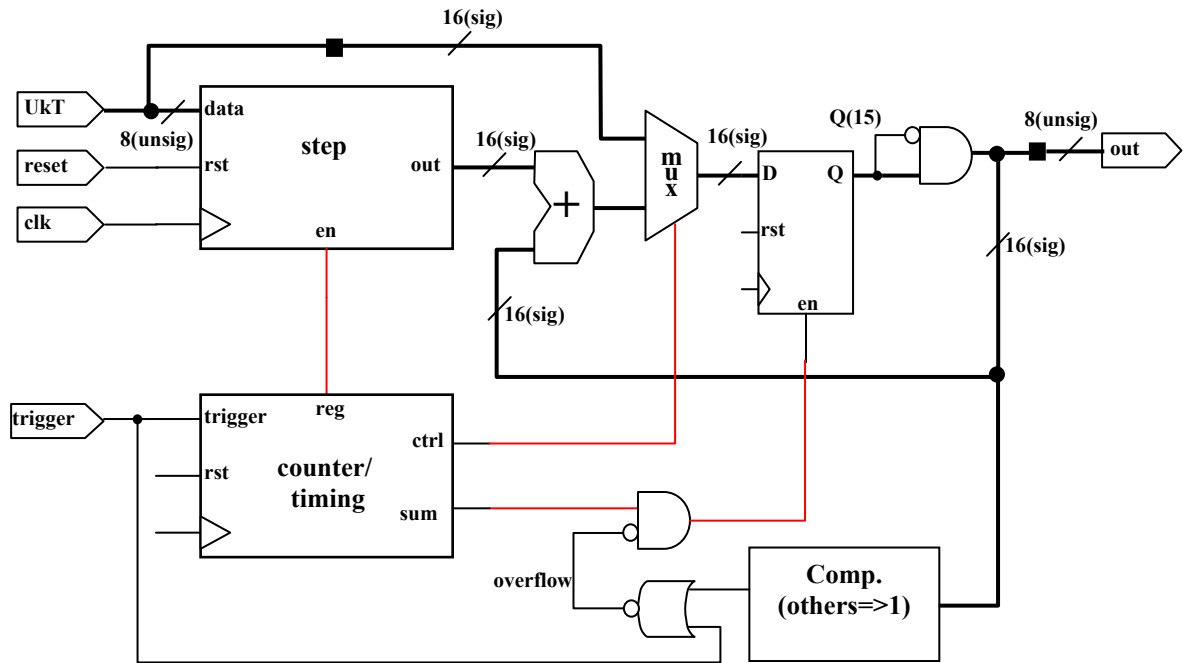 16(sig)
UkT
data
8(unsig)
step
reset
rst
out
clk
en
16(sig)
+
16(sig)
mux
16(sig)
D
Q
rst
en
Q(15)
8(unsig)
out
16(sig)
trigger
trigger
reg
rst
counter/
timing
ctrl
sum
overflow
Comp.
(others=>1)